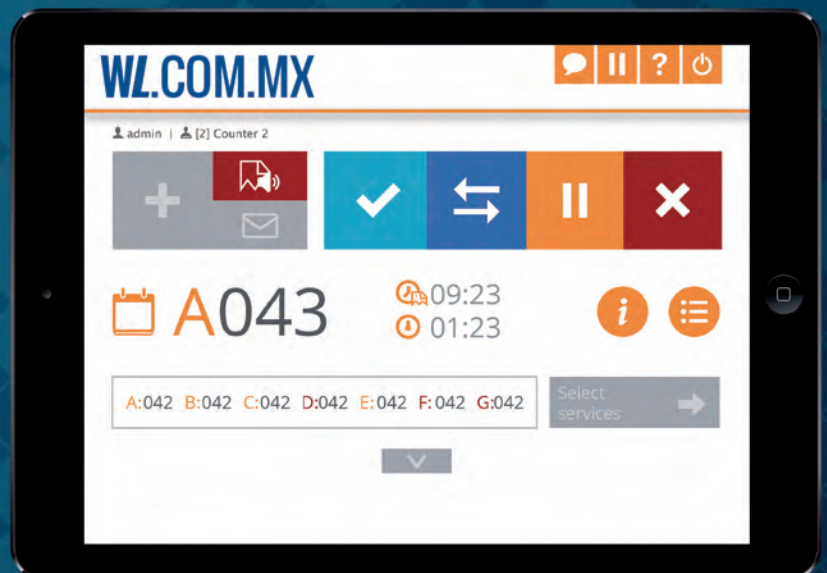 WL.COM.MX
?
admin | [2] Counter 2
A043
09:23
01:23
i
A:042 B:042 C:042 D:042 E:042 F:042 G:042
Select
services